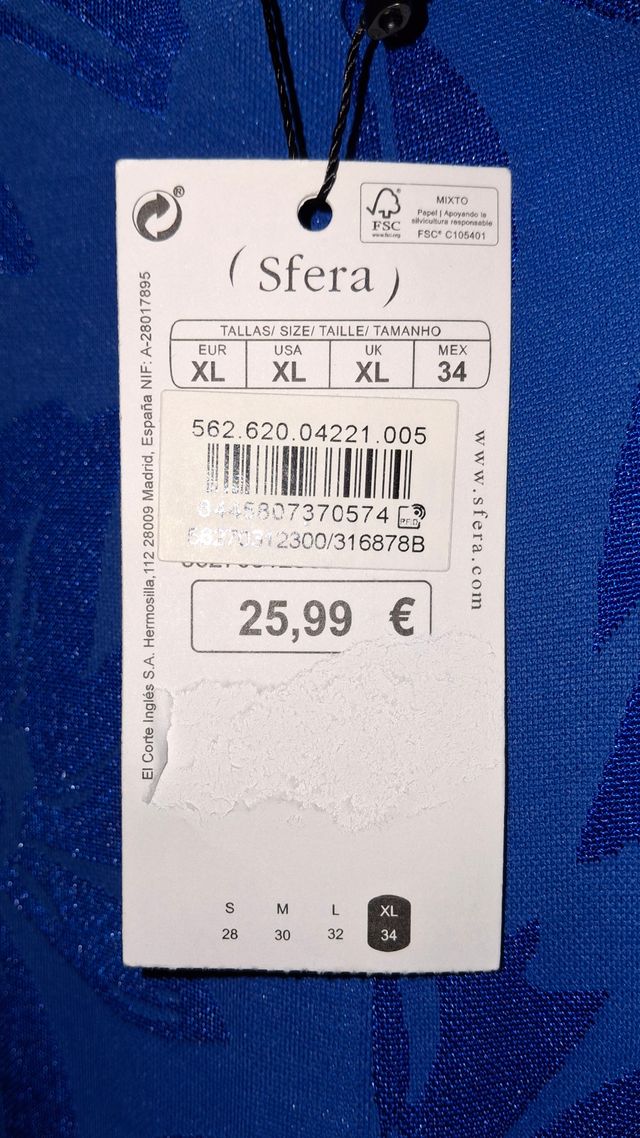 ®
FSC
www.fsc.org
MIXTO
Papel | Apoyando la
silvicultura responsable
FSC® C105401
( Sfera )
TALLAS/ SIZE/ TAILLE/ TAMANHO
EUR USA UK MEX
XL XL XL 34
562.620.04221.005
8445807370574
RFID
56270312300/316878B
25,99 €
www.sfera.com
El Corte Inglés S.A. Hermosilla,112 28009 Madrid, España NIF: A-28017895
S M L XL
28 30 32 34